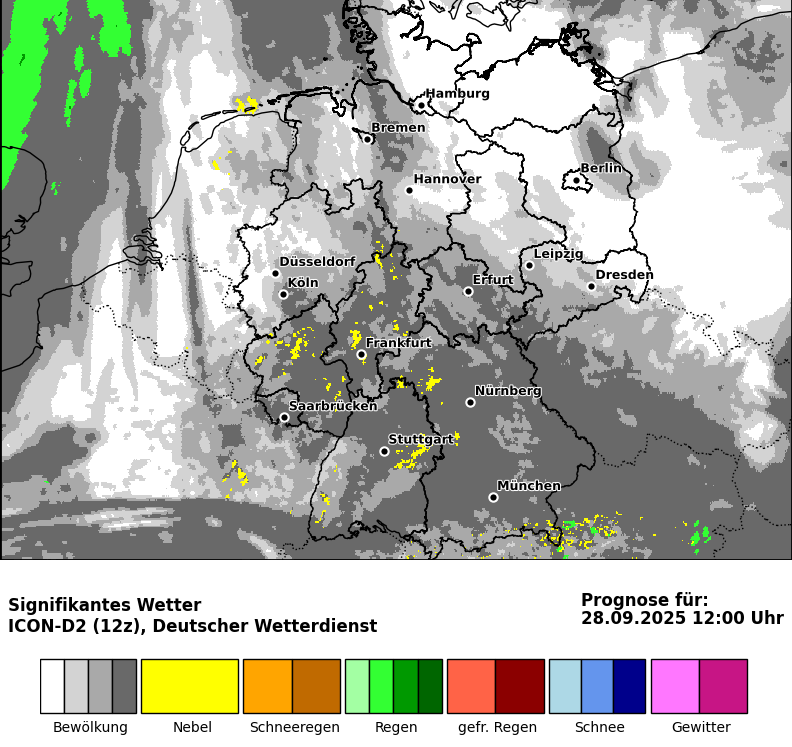 Hamburg
Bremen
Berlin
Hannover
Düsseldorf
Leipzig
Köln
Erfurt
Dresden
Frankfurt
Nürnberg
Saarbrücken
Stuttgart
München
Signifikantes Wetter
ICON-D2 (12z), Deutscher Wetterdienst
Prognose für:
28.09.2025 12:00 Uhr
Bewölkung
Nebel
Schneeregen
Regen
gefr. Regen
Schnee
Gewitter